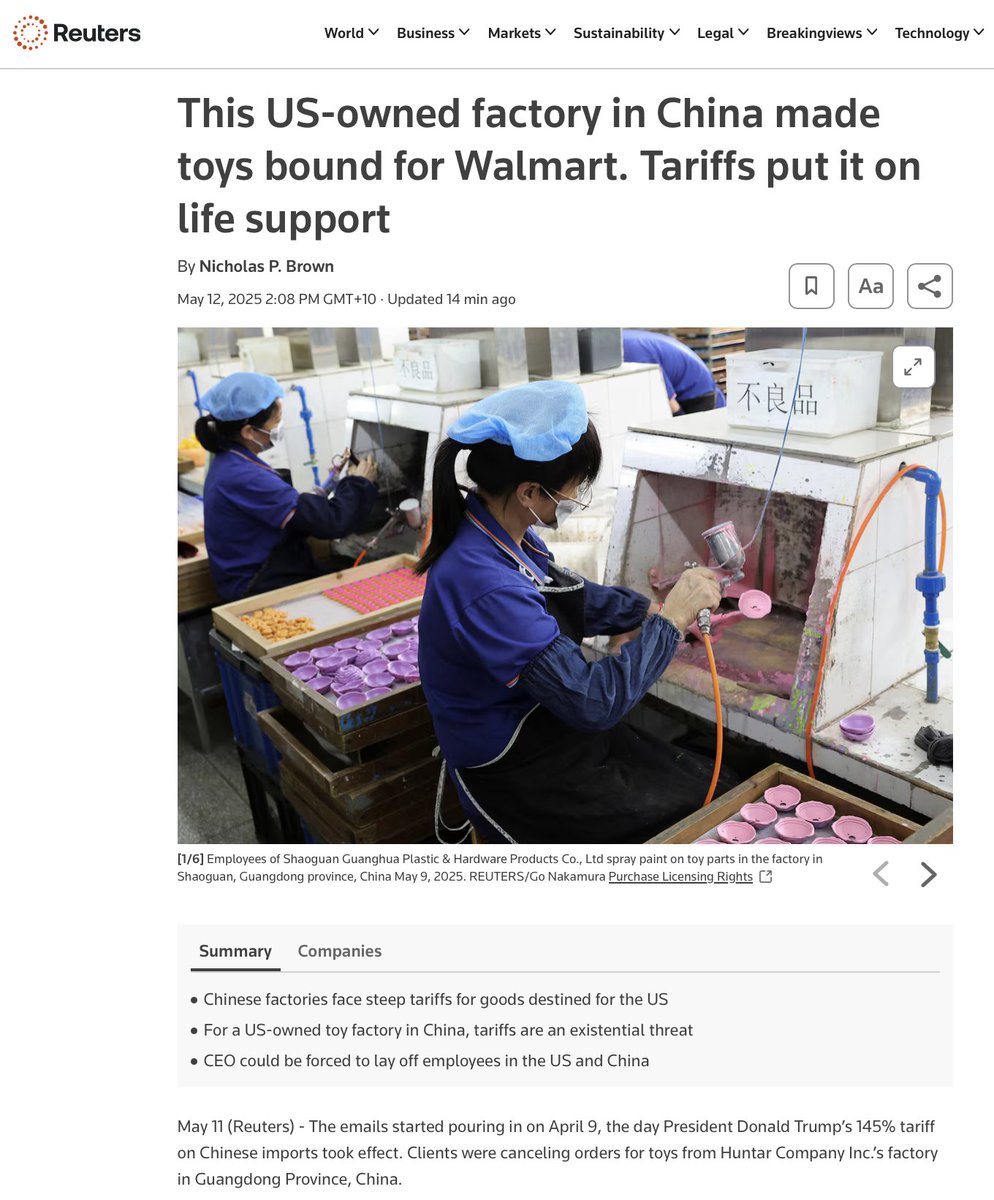 Reuters
World Business Markets Sustainability Legal Breakingviews Technology
This US-owned factory in China made
toys bound for Walmart. Tariffs put it on
life support
By Nicholas P. Brown
May 12, 2025 2:08 PM GMT+10 · Updated 14 min ago
Aa
不良品
不良品
[1/6] Employees of Shaoguan Guanghua Plastic & Hardware Products Co., Ltd spray paint on toy parts in the factory in
Shaoguan, Guangdong province, China May 9, 2025. REUTERS/Go Nakamura Purchase Licensing Rights
Summary Companies
• Chinese factories face steep tariffs for goods destined for the US
• For a US-owned toy factory in China, tariffs are an existential threat
• CEO could be forced to lay off employees in the US and China
May 11 (Reuters) - The emails started pouring in on April 9, the day President Donald Trump’s 145% tariff
on Chinese imports took effect. Clients were canceling orders for toys from Huntar Company Inc.’s factory
in Guangdong Province, China.